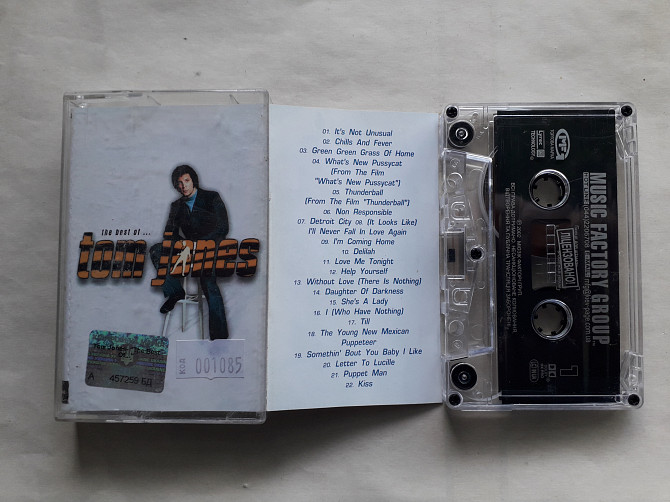 the best of ...
tom jones
A 457259 БВ
КОД 001085
01. It's Not Unusual
02. Chills And Fever
03. Green Green Grass Of Home
04. What's New Pussycat
(From The Film
"What's New Pussycat")
05. Thunderball
(From The Film "Thunderball")
06. Non Responsible
07. Detroit City 08. (It Looks Like)
I'll Never Fall In Love Again
09. I'm Coming Home
10. Delilah
11. Love Me Tonight
12. Help Yourself
13. Without Love (There Is Nothing)
14. Daughter Of Darkness
15. She's A Lady
16. I (Who Have Nothing)
17. Till
18. The Young New Mexican
Puppeteer
19. Somethin' Bout You Baby I Like
20. Letter To Lucille
21. Puppet Man
22. Kiss
MUSIC FACTORY GROUP
ЛІЦЕНЗОВАНО!
1